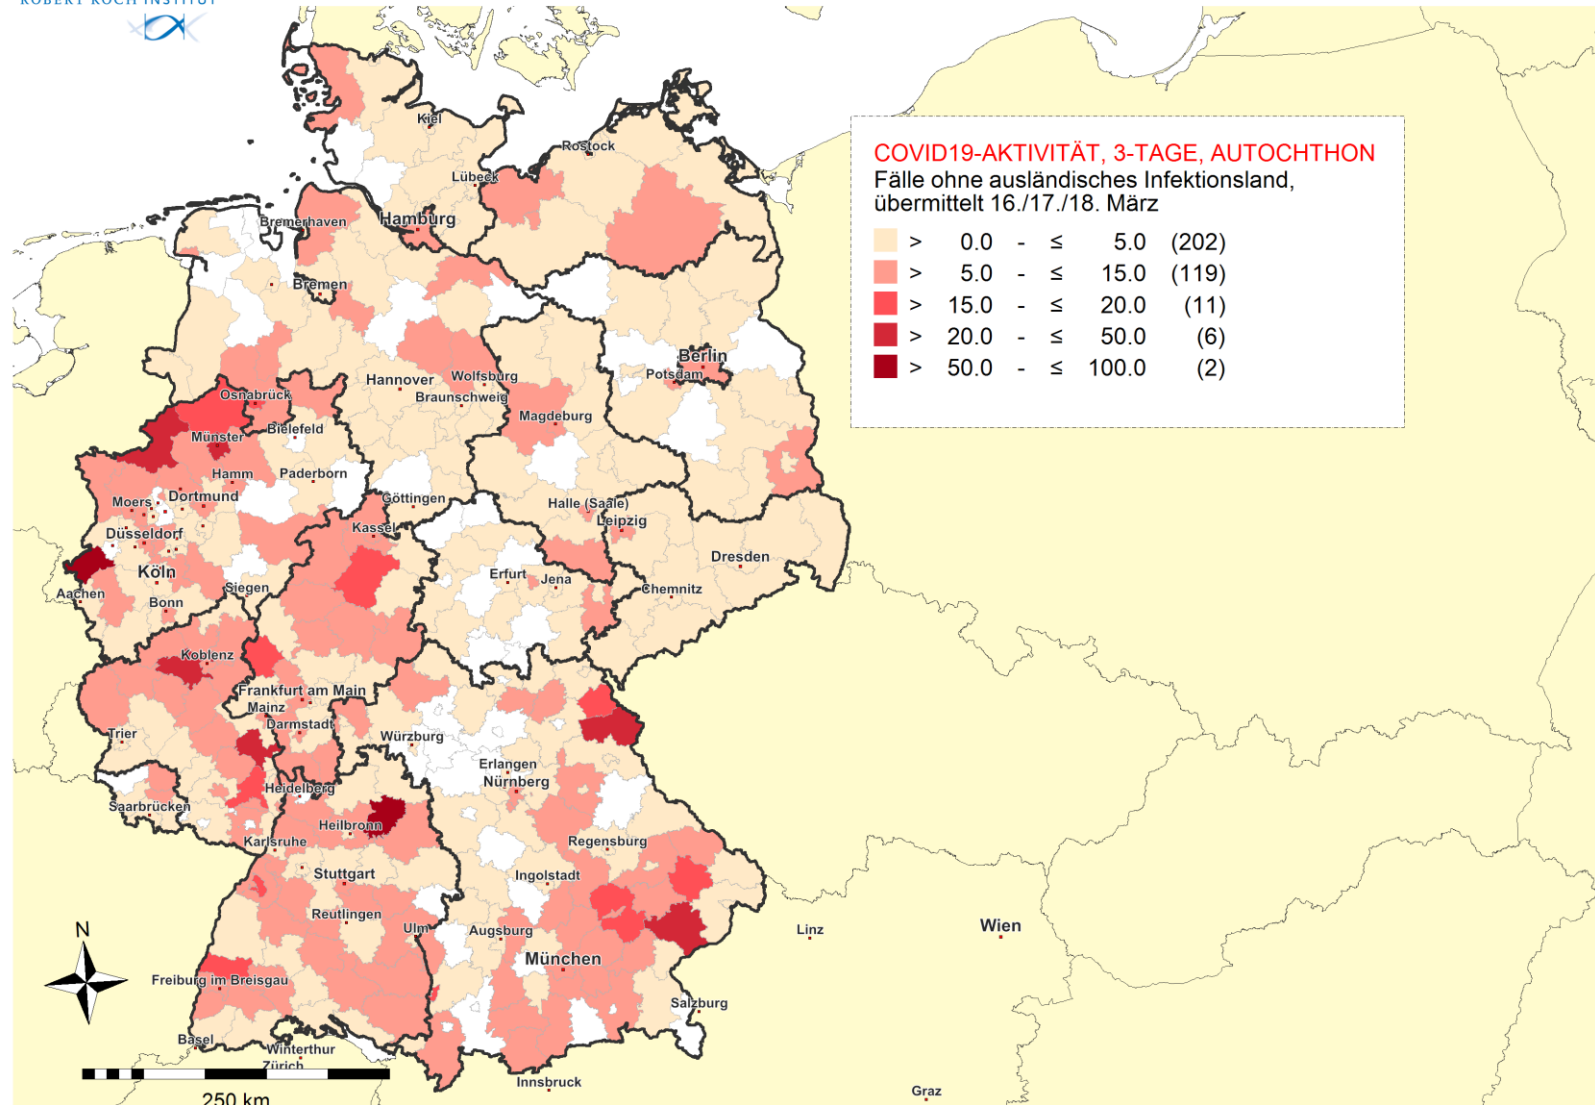 ROBERT KOCH INSTITUT
COVID19-AKTIVITÄT, 3-TAGE, AUTOCHTHON
Fälle ohne ausländisches Infektionsland,
übermittelt 16./17./18. März
> 0.0 - ≤ 5.0 (202)
> 5.0 - ≤ 15.0 (119)
> 15.0 - ≤ 20.0 (11)
> 20.0 - ≤ 50.0 (6)
> 50.0 - ≤ 100.0 (2)
Kiel
Rostock
Lübeck
Bremerhaven
Hamburg
Bremen
Berlin
Potsdam
Hannover
Wolfsburg
Braunschweig
Osnabrück
Magdeburg
Bielefeld
Münster
Hamm
Paderborn
Göttingen
Moers
Dortmund
Halle (Saale)
Leipzig
Düsseldorf
Kassel
Dresden
Köln
Erfurt
Jena
Chemnitz
Aachen
Siegen
Bonn
Koblenz
Frankfurt am Main
Mainz
Darmstadt
Trier
Würzburg
Erlangen
Nürnberg
Heidelberg
Saarbrücken
Heilbronn
Karlsruhe
Regensburg
Stuttgart
Ingolstadt
Reutlingen
Ulm
Augsburg
Linz
Wien
München
Freiburg im Breisgau
Salzburg
Basel
Winterthur
Zürich
Innsbruck
Graz
N
250 km